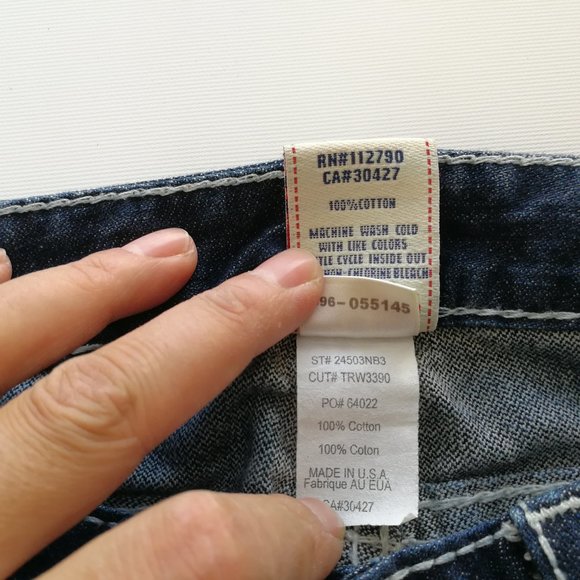 RN#112790
CA#30427
100%COTTON
MACHINE WASH COLD
WITH LIKE COLORS
CYCLE INSIDE OUT
CHLORINE BLEACH
96-055145
ST# 24503NB3
CUT# TRW3390
PO# 64022
100% Cotton
100% Coton
MADE IN U.S.A
Fabrique AU EUA
CA#30427